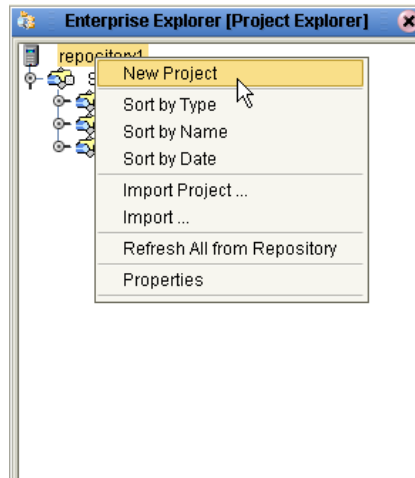 Enterprise Explorer [Project Explorer]
repository1
New Project
Sort by Type
Sort by Name
Sort by Date
Import Project ...
Import ...
Refresh All from Repository
Properties